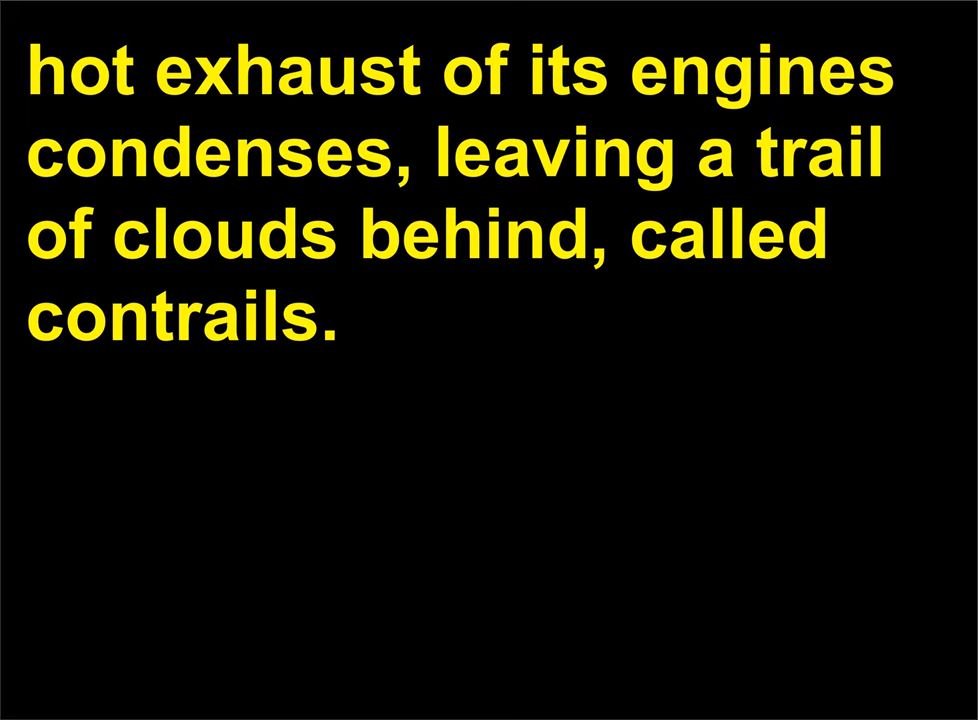 hot exhaust of its engines
condenses, leaving a trail
of clouds behind, called
contrails.